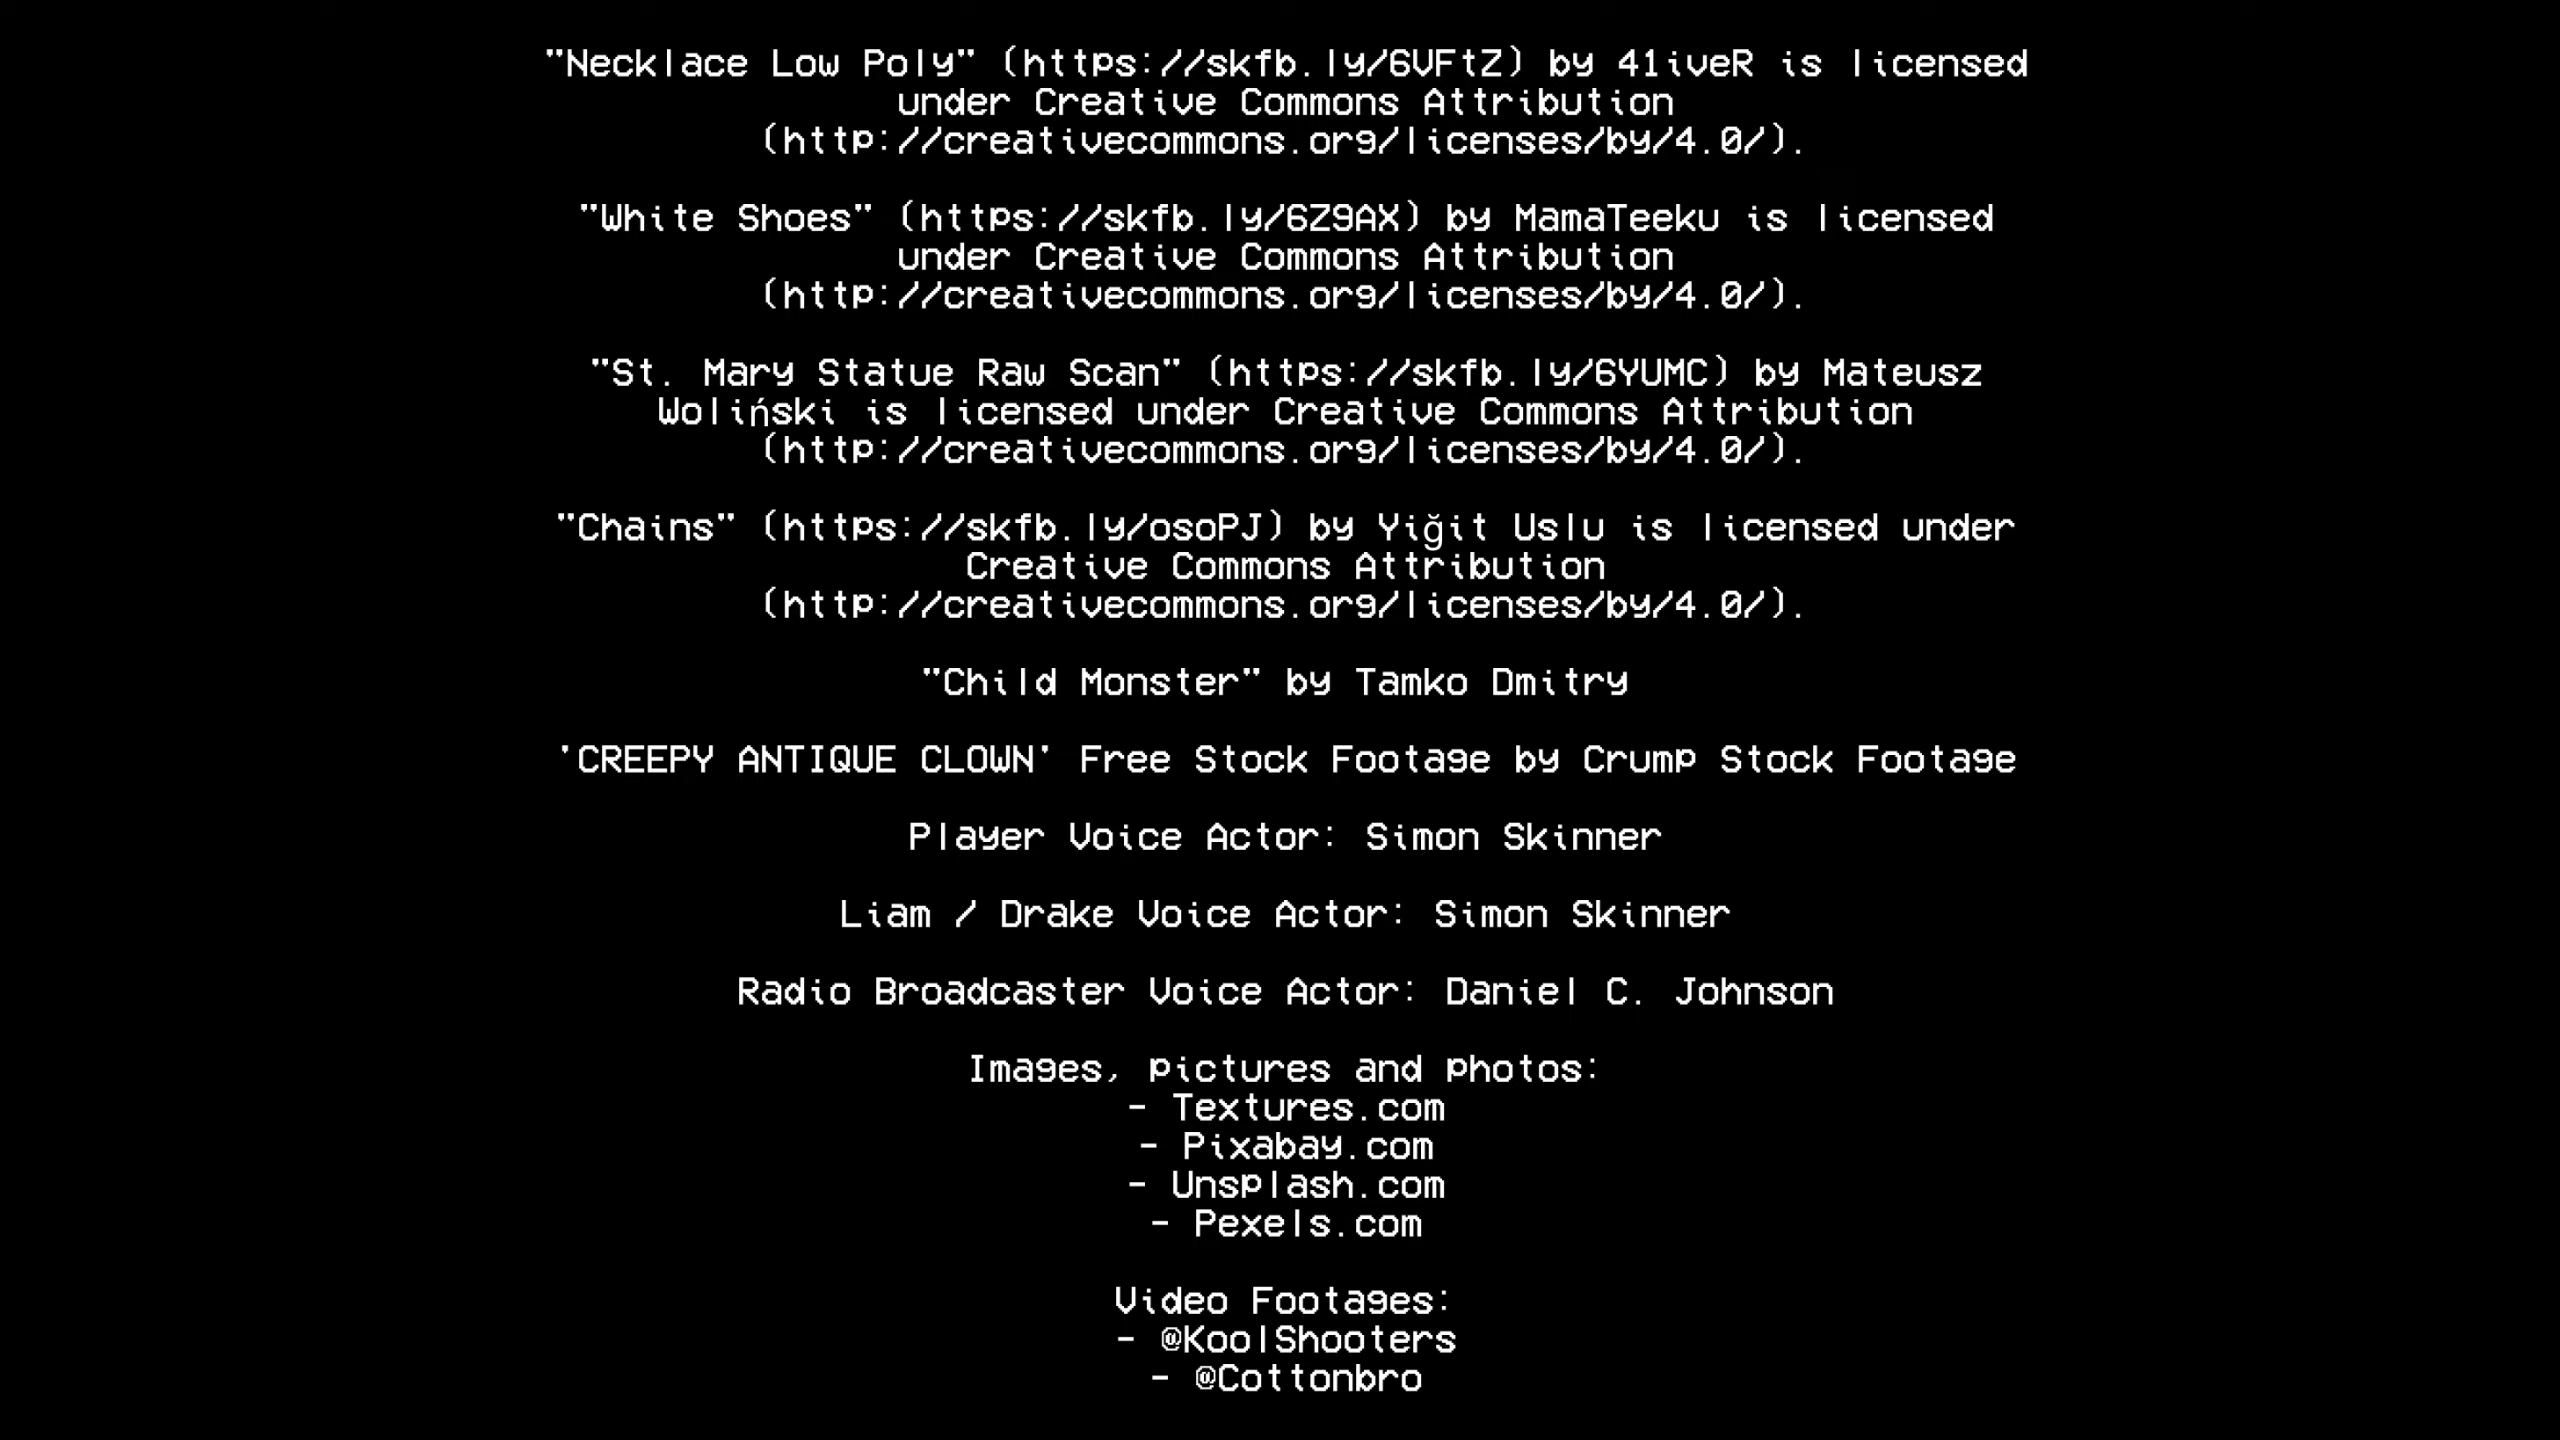 "Necklace Low Poly" (https://skfb.ly/6VFtZ) by 41iveR is licensed
under Creative Commons Attribution
(http://creativecommons.org/licenses/by/4.0/).
"White Shoes" (https://skfb.ly/6Z9AX) by MamaTeeku is licensed
under Creative Commons Attribution
(http://creativecommons.org/licenses/by/4.0/).
"St. Mary Statue Raw Scan" (https://skfb.ly/6YUMC) by Mateusz
Woliński is licensed under Creative Commons Attribution
(http://creativecommons.org/licenses/by/4.0/).
"Chains" (https://skfb.ly/osoPJ) by Yiğit Uslu is licensed under
Creative Commons Attribution
(http://creativecommons.org/licenses/by/4.0/).
"Child Monster" by Tamko Dmitry
'CREEPY ANTIQUE CLOWN' Free Stock Footage by Crump Stock Footage
Player Voice Actor: Simon Skinner
Liam / Drake Voice Actor: Simon Skinner
Radio Broadcaster Voice Actor: Daniel C. Johnson
Images, pictures and photos:
- Textures.com
- Pixabay.com
- Unsplash.com
- Pexels.com
Video Footages:
- @KoolShooters
- @Cottonbro